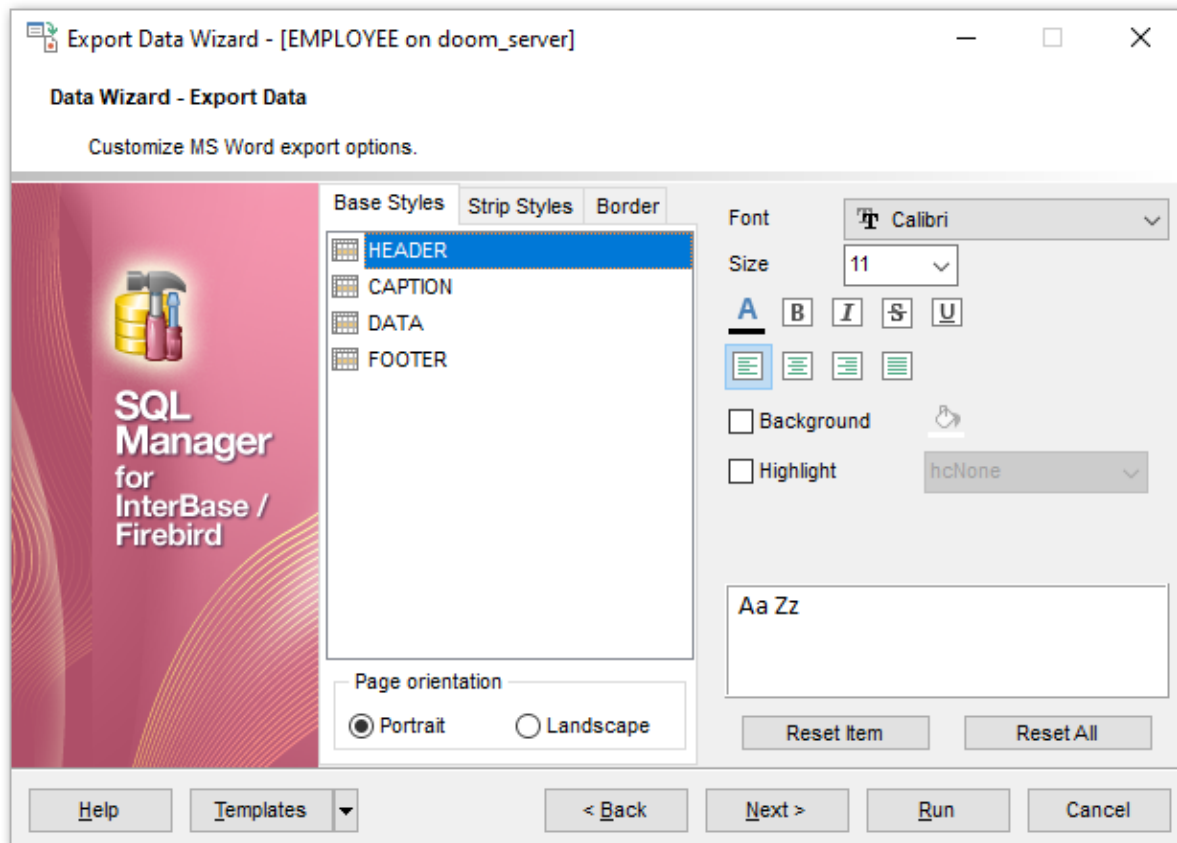 Export Data Wizard - [EMPLOYEE on doom_server]
Data Wizard - Export Data
Customize MS Word export options.
SQL
Manager
for
InterBase /
Firebird
Base Styles Strip Styles Border
HEADER
CAPTION
DATA
FOOTER
Page orientation
Portrait Landscape
Font Calibri
Size 11
A B I S U
Background
Highlight hcNone
Aa Zz
Reset Item Reset All
Help Templates < Back Next > Run Cancel